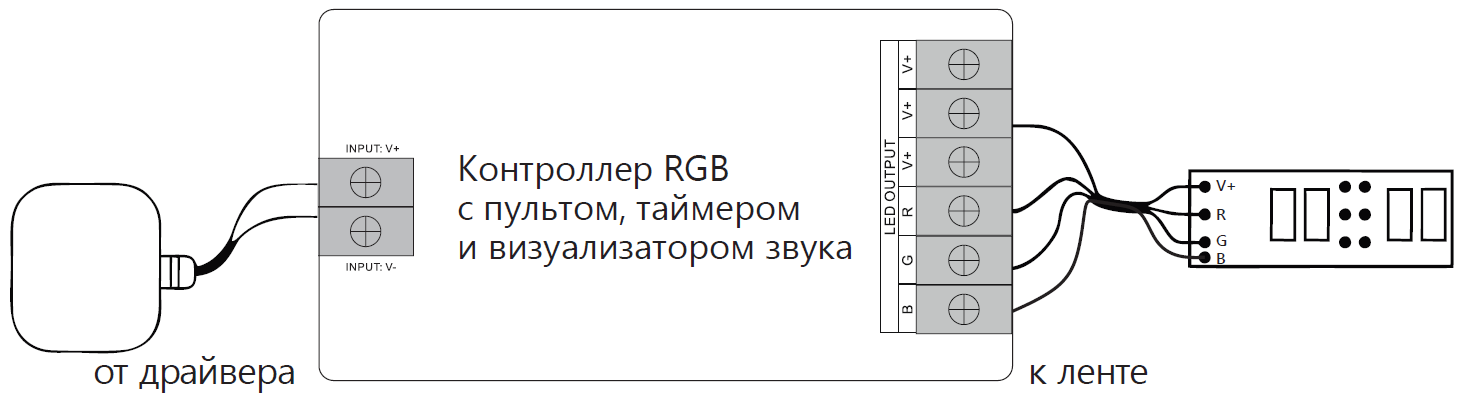 INPUT: V+
INPUT: V-
Контроллер RGB
с пультом, таймером
и визуализатором звука
LED OUTPUT
V+
V+
V+
R
G
B
V+
R
G
B
от драйвера
к ленте